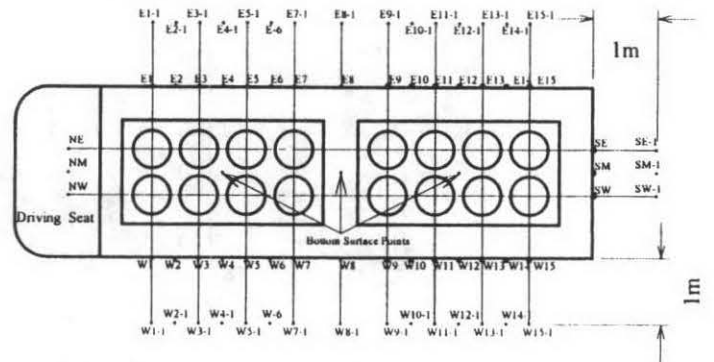 E1-1 E3-1 E5-1 E7-1 E8-1 E9-1 E11-1 E13-1 E15-1
E2-1 E4-1 E-6 E10-1 E12-1 E14-1
1m
E1 E2 E3 E4 E5 E6 E7 E8 E9 E10 E11 E12 E13 E14 E15
NE SE SE-1
NM SM SM-1
NW SW SW-1
Driving Seat
Bottom Surface Points
W1 W2 W3 W4 W5 W6 W7 W8 W9 W10 W11 W12 W13 W14 W15
1m
W2-1 W4-1 W-6 W10-1 W12-1 W14-1
W1-1 W3-1 W5-1 W7-1 W8-1 W9-1 W11-1 W13-1 W15-1